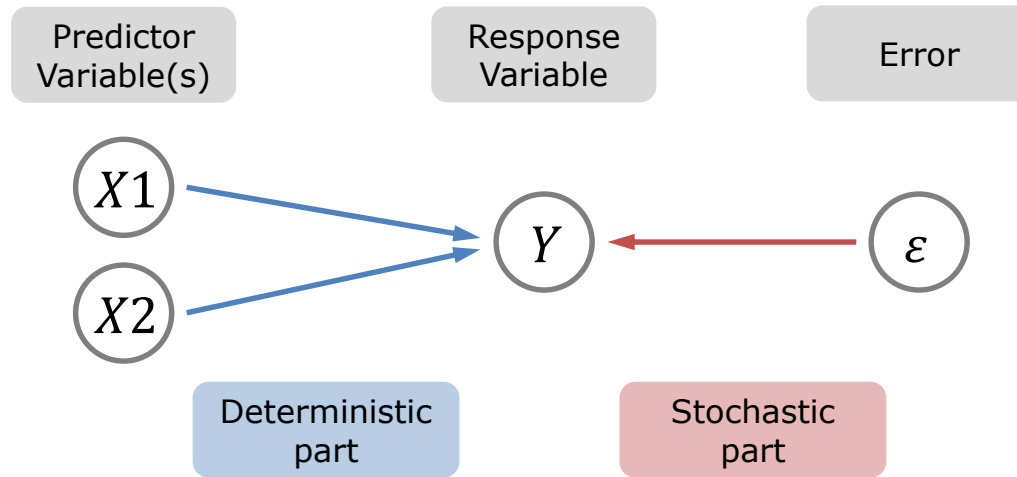 Predictor
Variable(s)
Response
Variable
Error
X1
X2
Y
ε
Deterministic
part
Stochastic
part